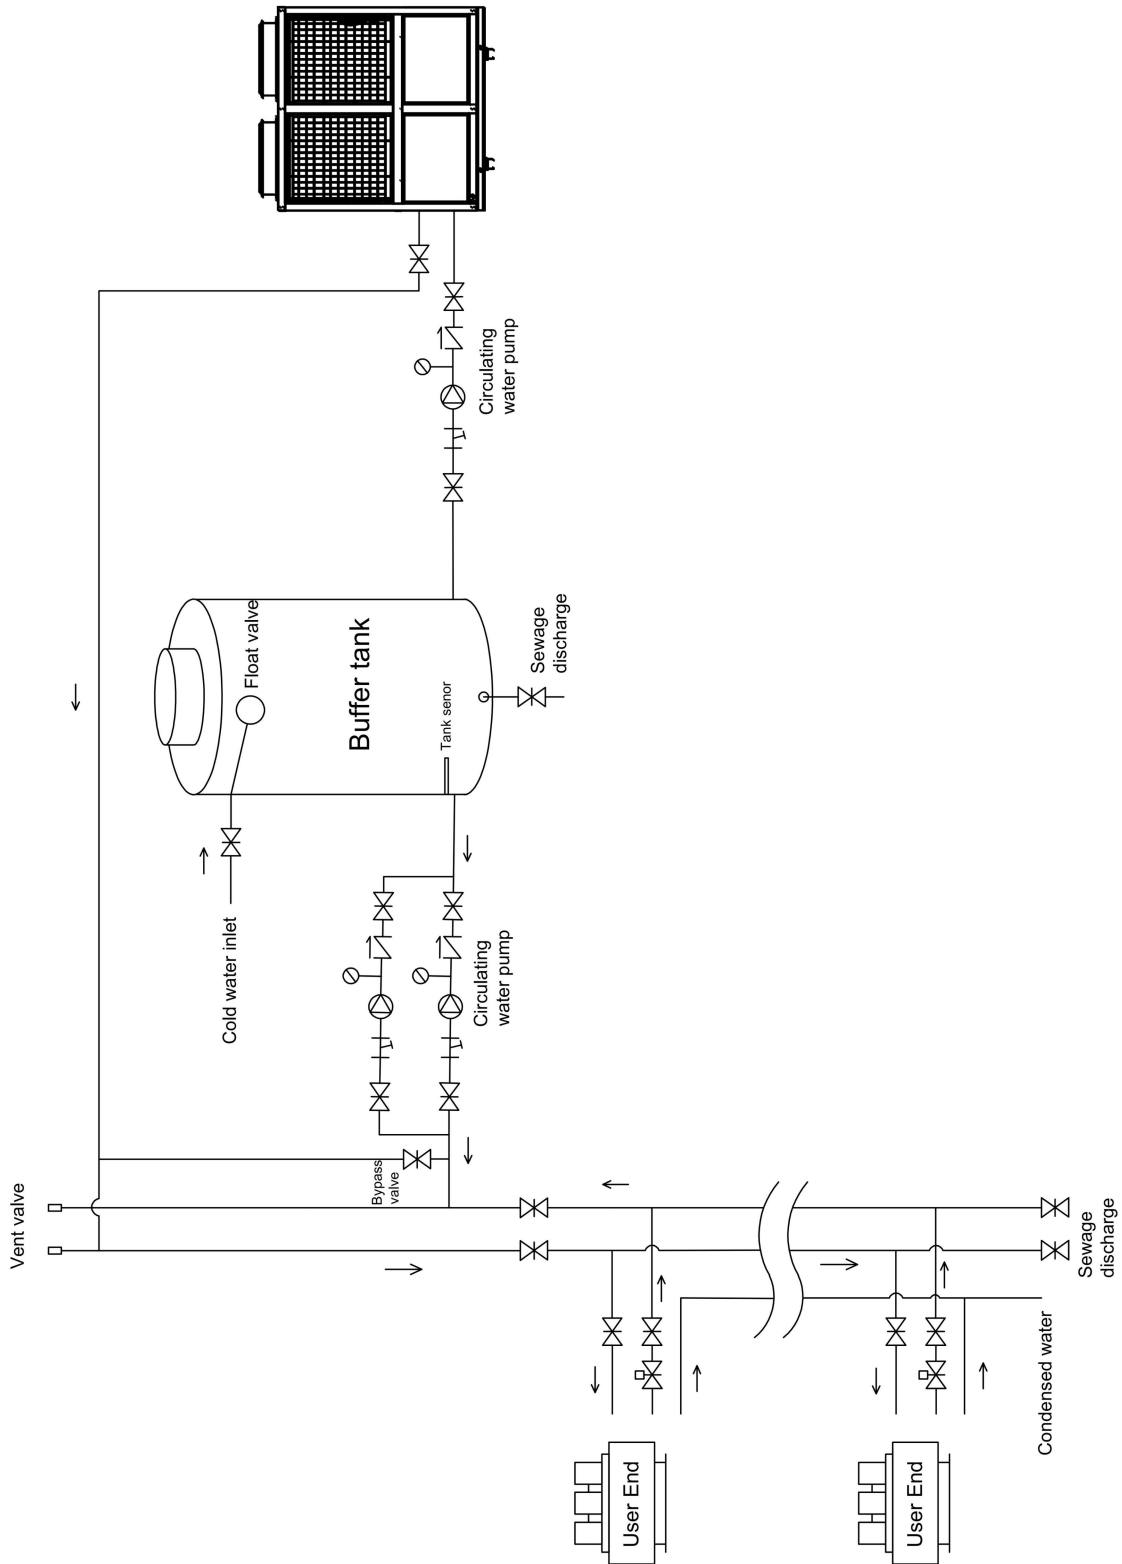 Vent valve
Cold water inlet
Float valve
Buffer tank
Tank senor
Sewage
discharge
Circulating
water pump
Circulating
water pump
Bypass
valve
Sewage
discharge
Condensed water
User End
User End